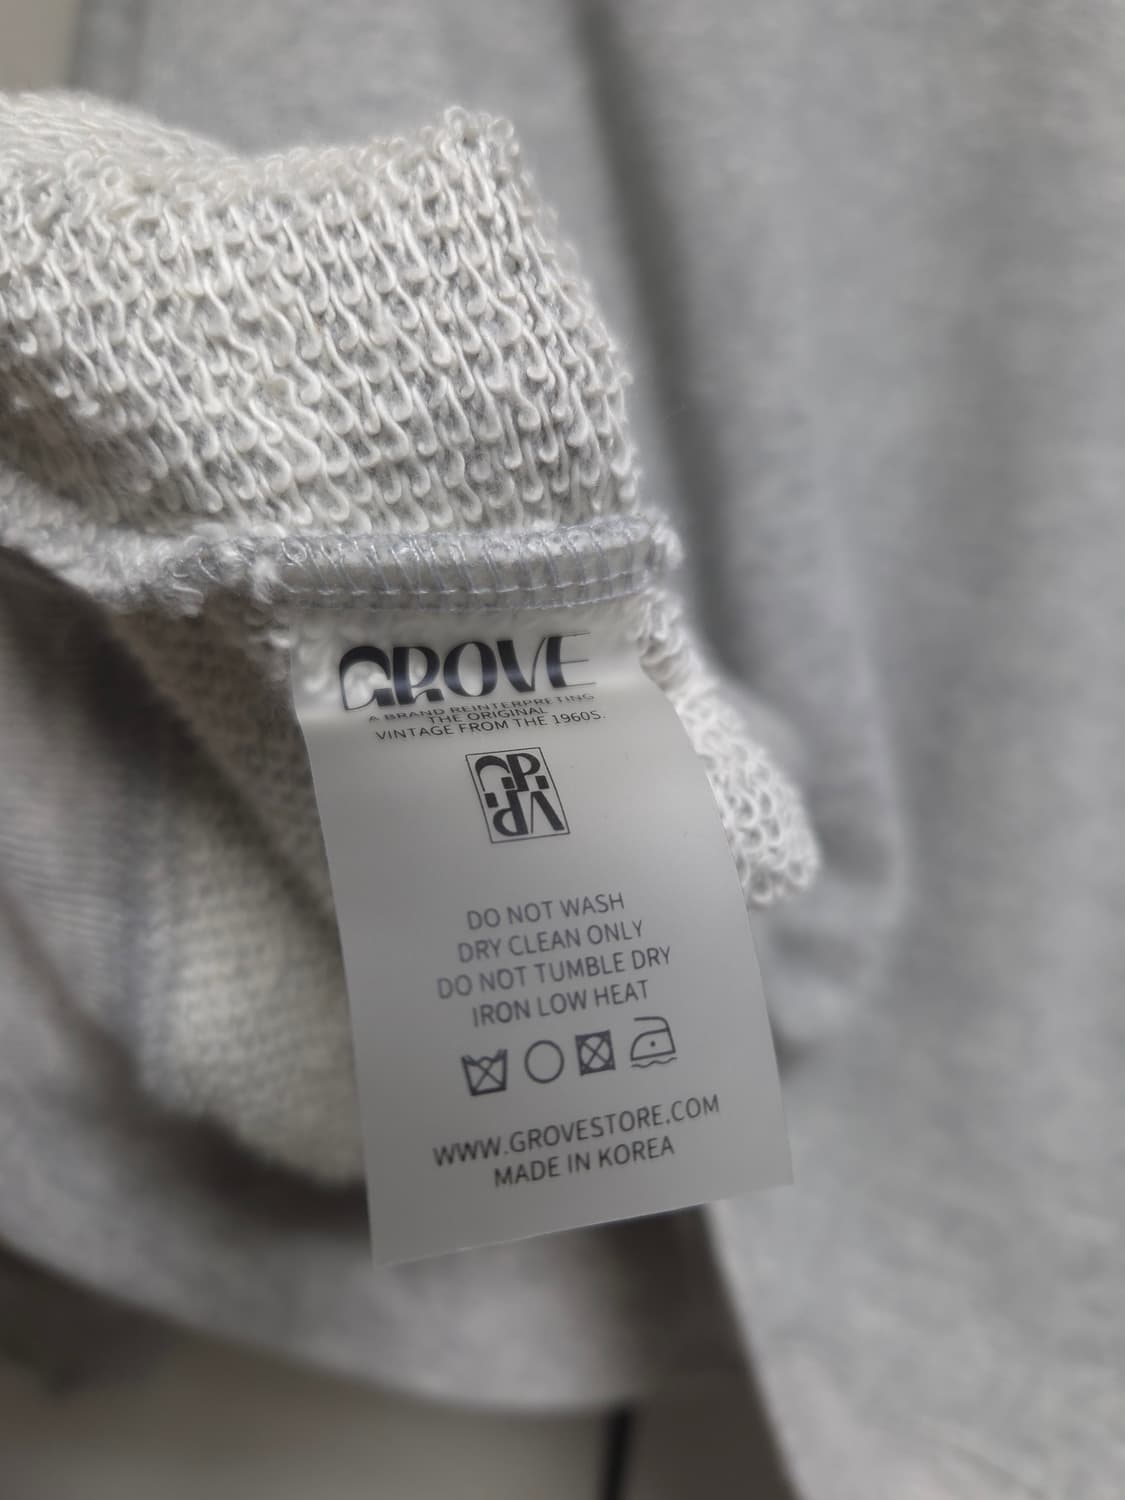 GROVE
A BRAND REINTERPRETING
THE ORIGINAL
VINTAGE FROM THE 1960S.
DO NOT WASH
DRY CLEAN ONLY
DO NOT TUMBLE DRY
IRON LOW HEAT
WWW.GROVESTORE.COM
MADE IN KOREA